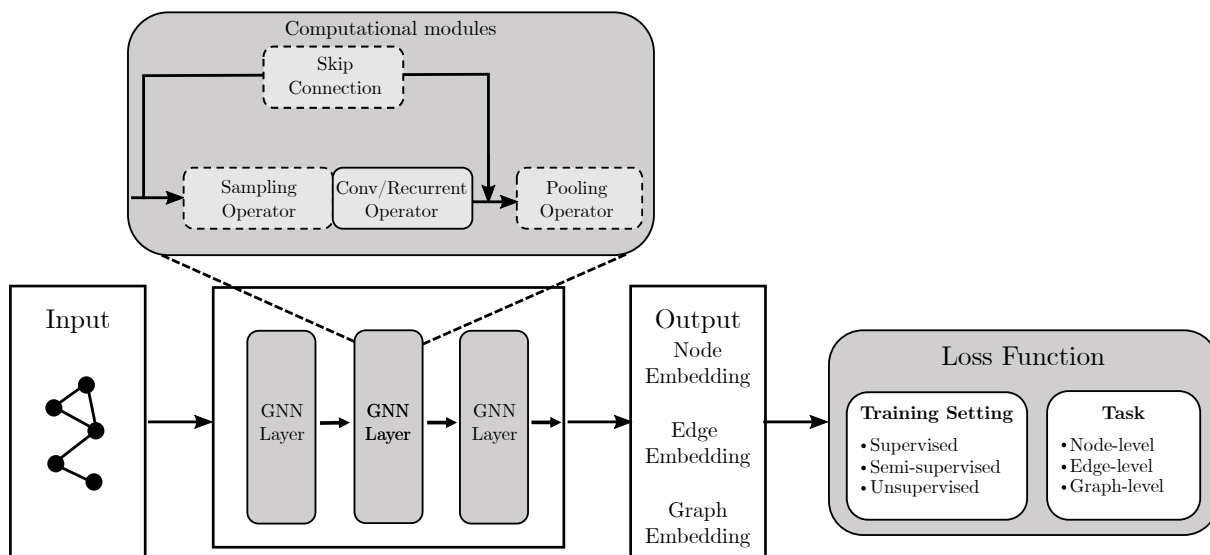 Computational modules
Skip
Connection
Sampling
Operator
Conv/Recurrent
Operator
Pooling
Operator
Input
GNN
Layer
GNN
Layer
GNN
Layer
Output
Node
Embedding
Edge
Embedding
Graph
Embedding
Loss Function
Training Setting
• Supervised
• Semi-supervised
• Unsupervised
Task
• Node-level
• Edge-level
• Graph-level